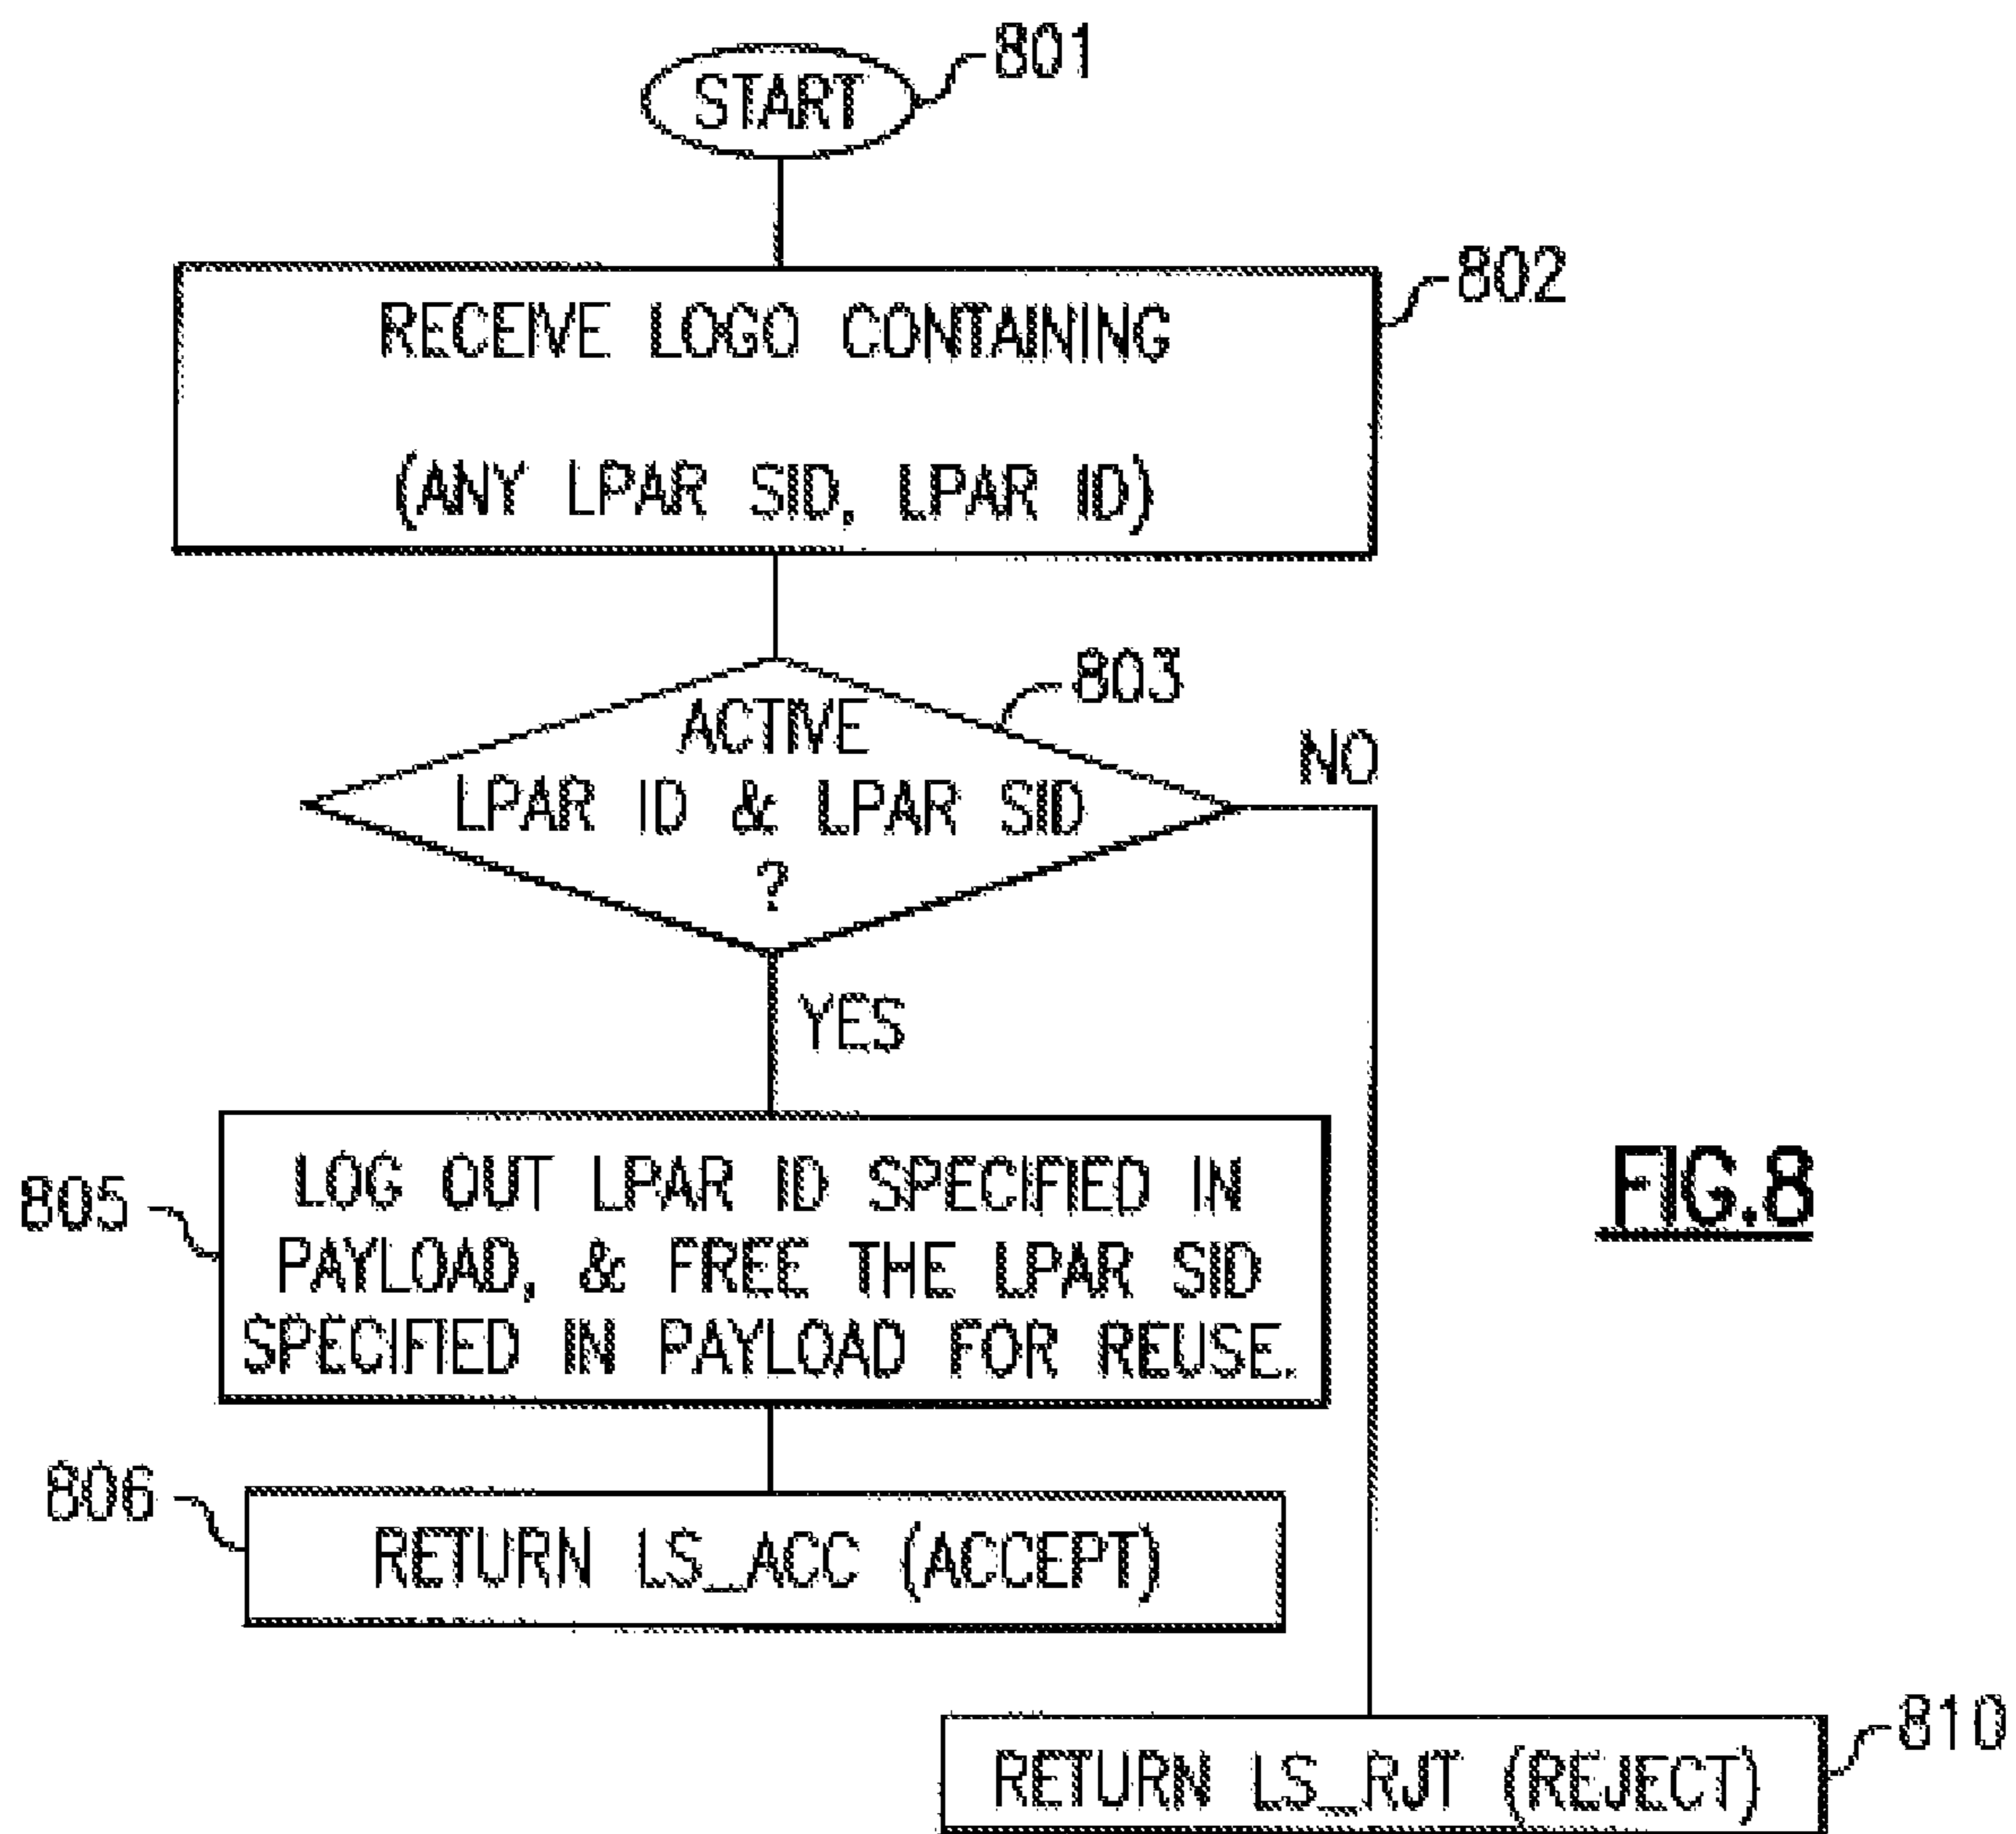 START
801
RECEIVE LOGO CONTAINING
(ANY LPAR SID, LPAR ID)
802
ACTIVE
LPAR ID & LPAR SID
?
803
NO
YES
LOG OUT LPAR ID SPECIFIED IN
PAYLOAD, & FREE THE LPAR SID
SPECIFIED IN PAYLOAD FOR REUSE.
805
FIG.8
RETURN LS_ACC (ACCEPT)
806
RETURN LS_RJT (REJECT)
810